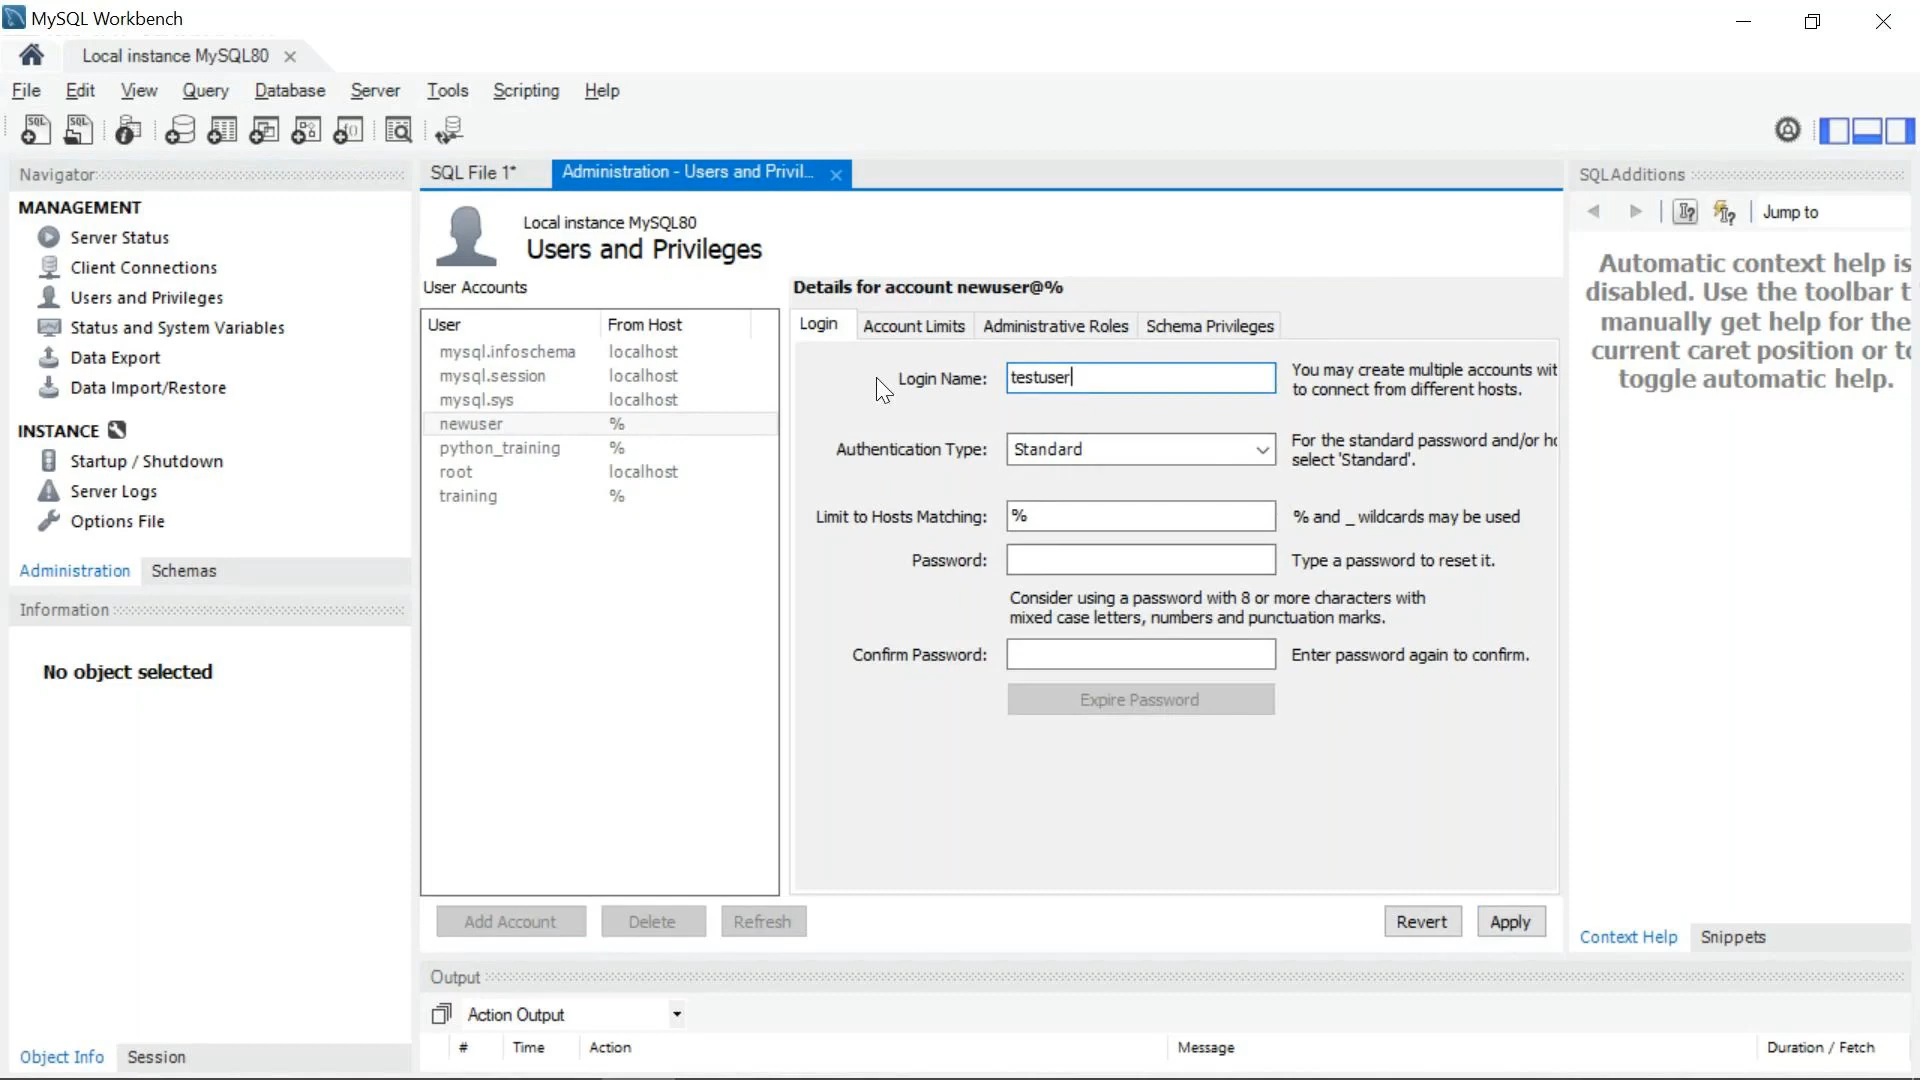 MySQL Workbench
Local instance MySQL80
File Edit View Query Database Server Tools Scripting Help
Navigator
MANAGEMENT
Server Status
Client Connections
Users and Privileges
Status and System Variables
Data Export
Data Import/Restore
INSTANCE
Startup / Shutdown
Server Logs
Options File
Administration Schemas
Information
No object selected
Object Info Session
SQL File 1* Administration - Users and Privil...
Local instance MySQL80
Users and Privileges
User Accounts
User From Host
mysql.infoschema localhost
mysql.session localhost
mysql.sys localhost
newuser %
python_training %
root localhost
training %
Add Account Delete Refresh
Details for account newuser@%
Login Account Limits Administrative Roles Schema Privileges
Login Name: testuser
You may create multiple accounts wit
to connect from different hosts.
Authentication Type: Standard
For the standard password and/or ho
select 'Standard'.
Limit to Hosts Matching: % % and _ wildcards may be used
Password: Type a password to reset it.
Consider using a password with 8 or more characters with
mixed case letters, numbers and punctuation marks.
Confirm Password: Enter password again to confirm.
Expire Password
Revert Apply
SQLAdditions
Jump to
Automatic context help is
disabled. Use the toolbar t
manually get help for the
current caret position or to
toggle automatic help.
Context Help Snippets
Output
Action Output
# Time Action Message Duration / Fetch